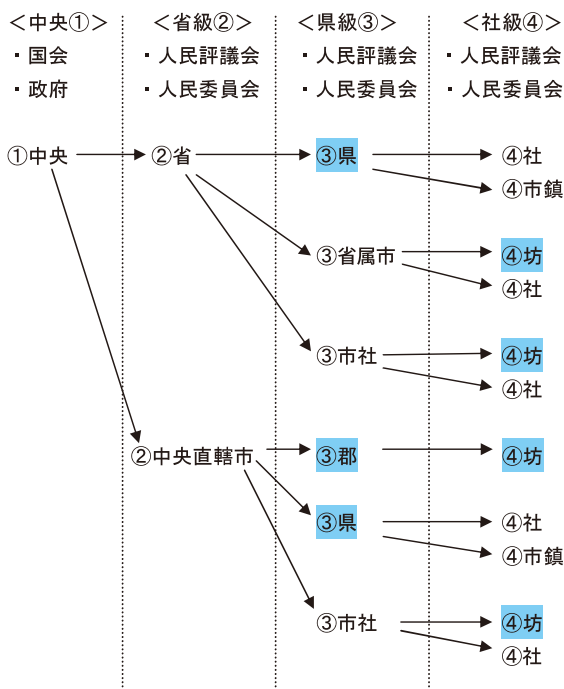 ＜中央①＞ ＜省級②＞ ＜県級③＞ ＜社級④＞
・国会 ・人民評議会 ・人民評議会 ・人民評議会
・政府 ・人民委員会 ・人民委員会 ・人民委員会
①中央 ②省 ③県 ④社
④市鎮
③省属市 ④坊
④社
③市社 ④坊
④社
②中央直轄市 ③郡 ④坊
③県 ④社
④市鎮
③市社 ④坊
④社